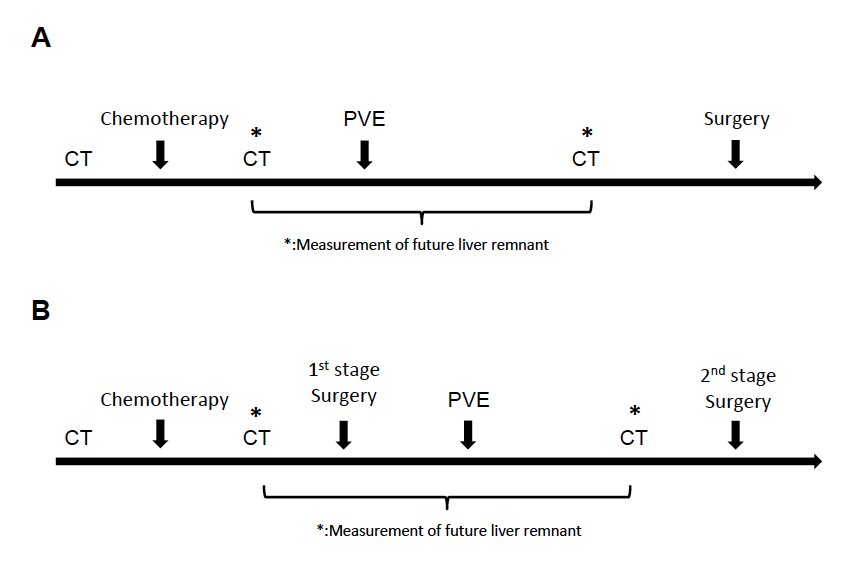 A
Chemotherapy
PVE
Surgery
*
*
CT
CT
CT
*:Measurement of future liver remnant
B
1st stage
Surgery
2nd stage
Surgery
Chemotherapy
PVE
*
*
CT
CT
CT
*:Measurement of future liver remnant